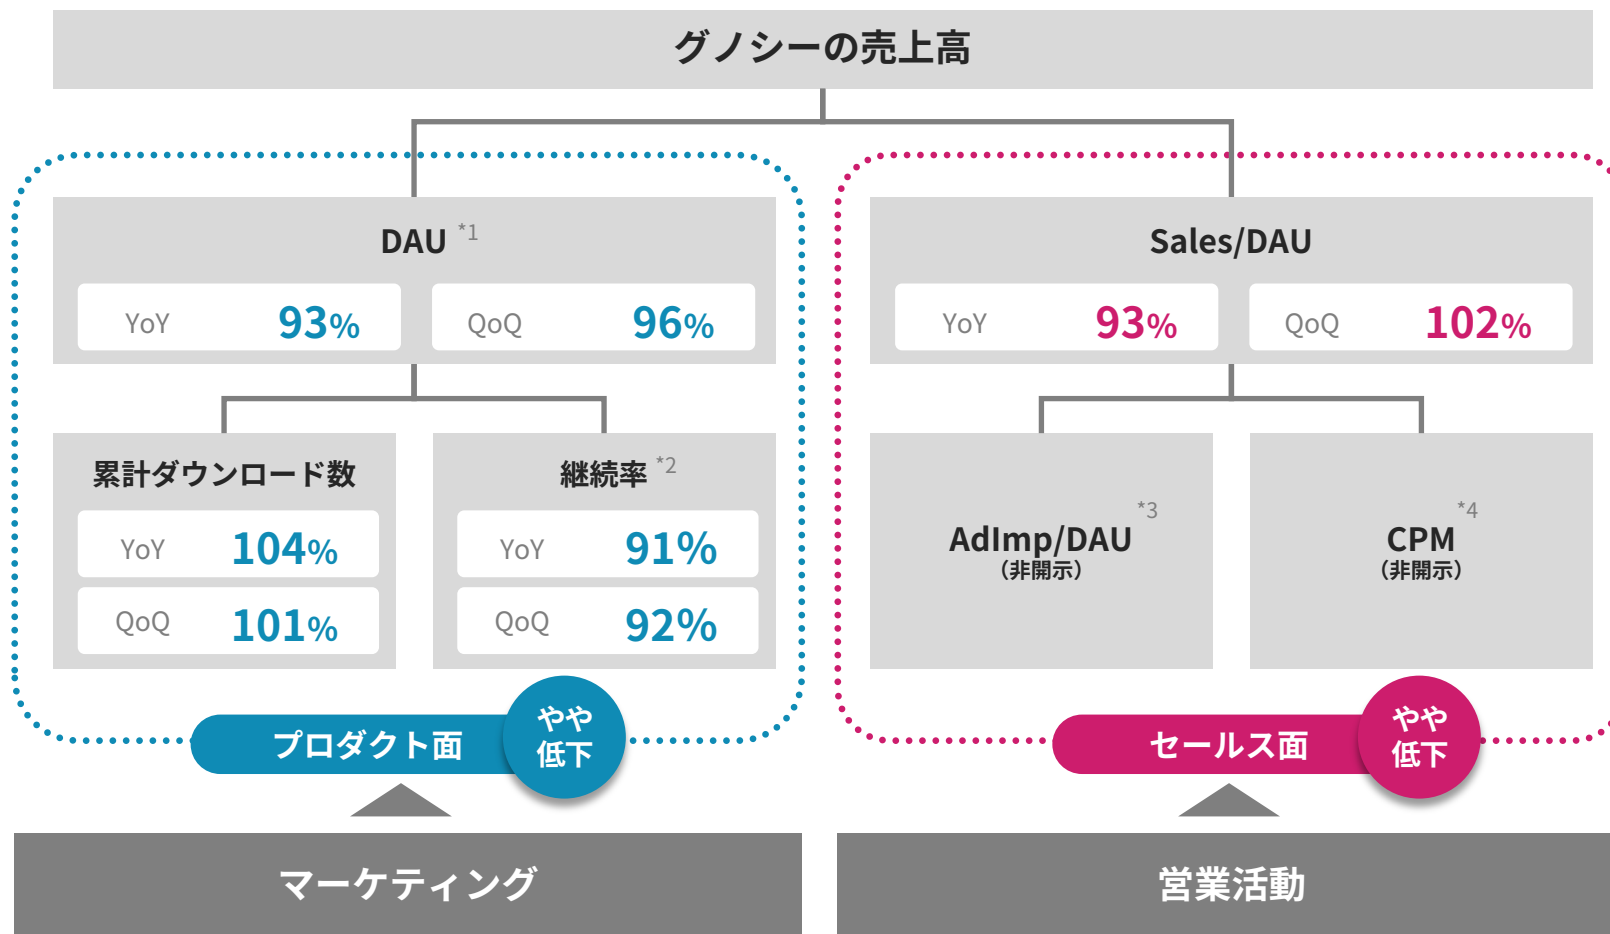 グノシーの売上高
DAU *1
YoY 93%
QoQ 96%
Sales/DAU
YoY 93%
QoQ 102%
累計ダウンロード数
YoY 104%
QoQ 101%
継続率 *2
YoY 91%
QoQ 92%
AdImp/DAU *3
（非開示）
CPM *4
（非開示）
プロダクト面
やや
低下
セールス面
やや
低下
マーケティング
営業活動